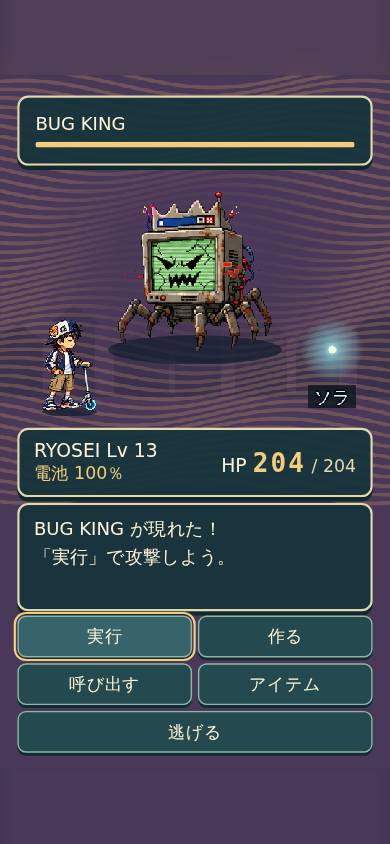 BUG KING
ソラ
RYOSEI Lv 13
電池 100%
HP 204 / 204
BUG KING が現れた!
「実行」で攻撃しよう。
実行
作る
呼び出す
アイテム
逃げる